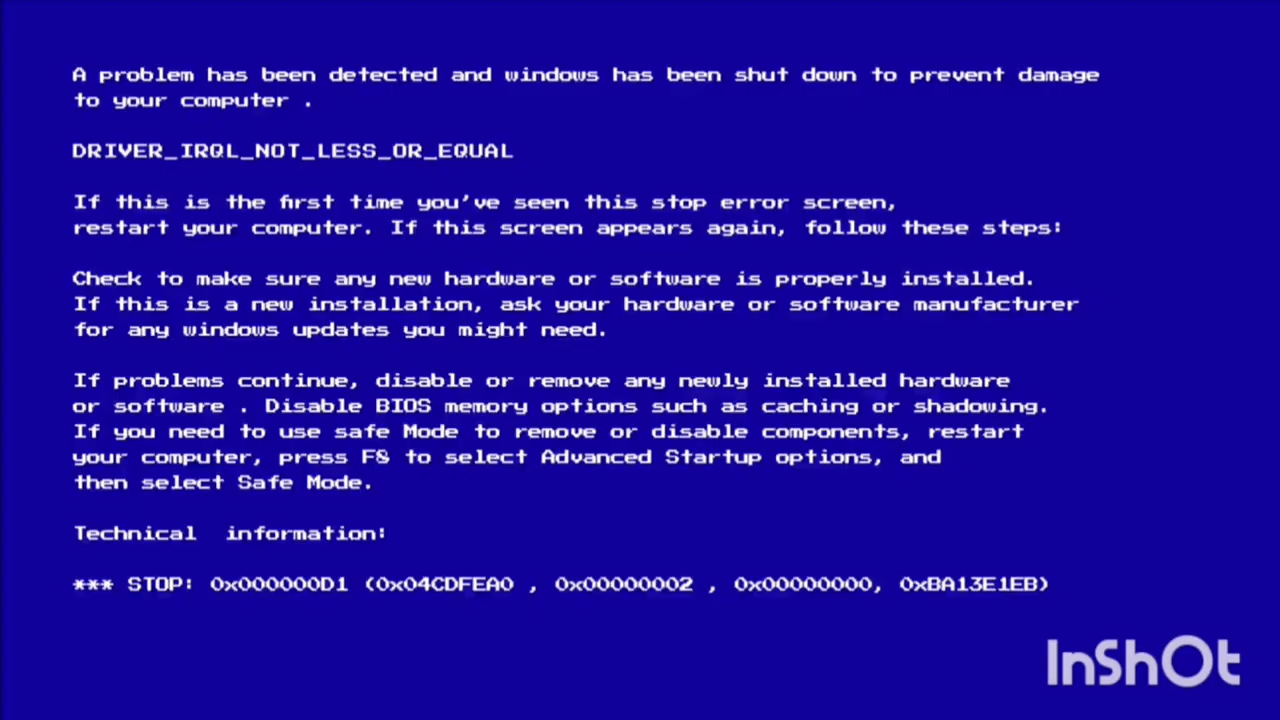 A problem has been detected and windows has been shut down to prevent damage
to your computer .
DRIVER_IRQL_NOT_LESS_OR_EQUAL
If this is the first time you've seen this stop error screen,
restart your computer. If this screen appears again, follow these steps:
Check to make sure any new hardware or software is properly installed.
If this is a new installation, ask your hardware or software manufacturer
for any windows updates you might need.
If problems continue, disable or remove any newly installed hardware
or software . Disable BIOS memory options such as caching or shadowing.
If you need to use safe Mode to remove or disable components, restart
your computer, press F& to select Advanced Startup options, and
then select Safe Mode.
Technical information:
*** STOP: 0x000000D1 (0x04CDFEA0 , 0x00000002 , 0x00000000, 0xBA13E1EB)
InShOt